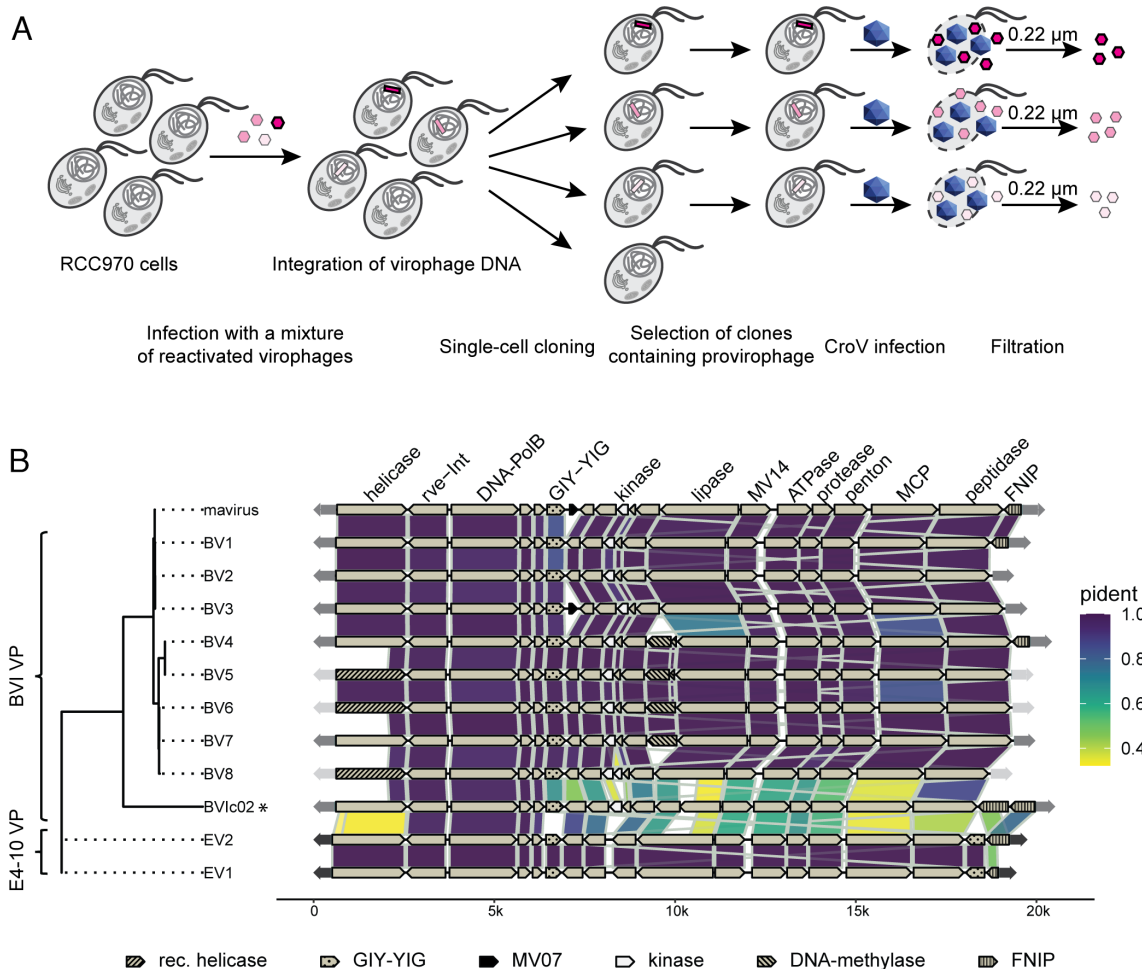 A
0.22 µm
0.22 µm
0.22 µm
RCC970 cells
Integration of virophage DNA
Infection with a mixture
of reactivated virophages
Single-cell cloning
Selection of clones
containing provirophage
CroV infection
Filtration
B
helicase
rve-Int
DNA-PolB
GIY-YIG
kinase
lipase
MV14
ATPase
protease
penton
MCP
peptidase
FNIP
BVI VP
E4-10 VP
mavirus
BV1
BV2
BV3
BV4
BV5
BV6
BV7
BV8
BVIc02 *
EV2
EV1
pident
1.0
0.8
0.6
0.4
0
5k
10k
15k
20k
rec. helicase
GIY-YIG
MV07
kinase
DNA-methylase
FNIP